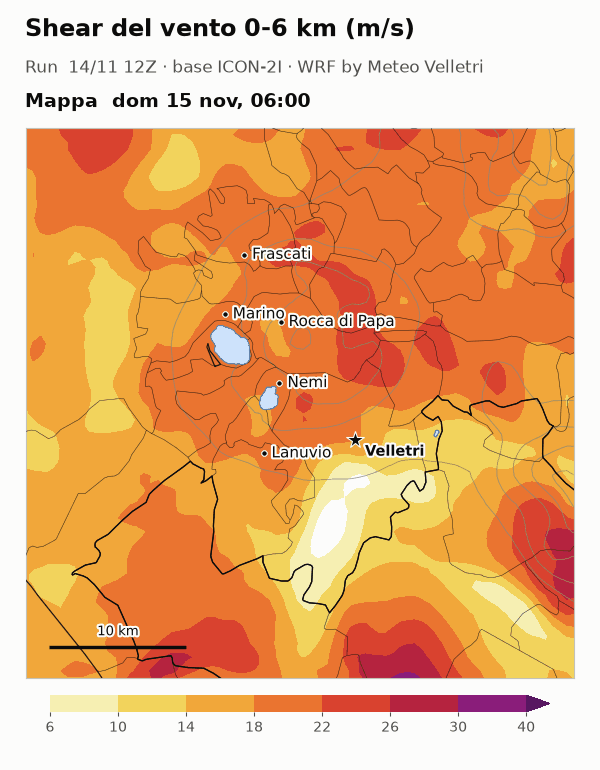 Shear del vento 0-6 km (m/s)
Run  14/11 12Z · base ICON-2I · WRF by Meteo Velletri
Mappa  dom 15 nov, 06:00
Frascati
Marino
Rocca di Papa
Nemi
Velletri
Lanuvio
10 km
6 10 14 18 22 26 30 40